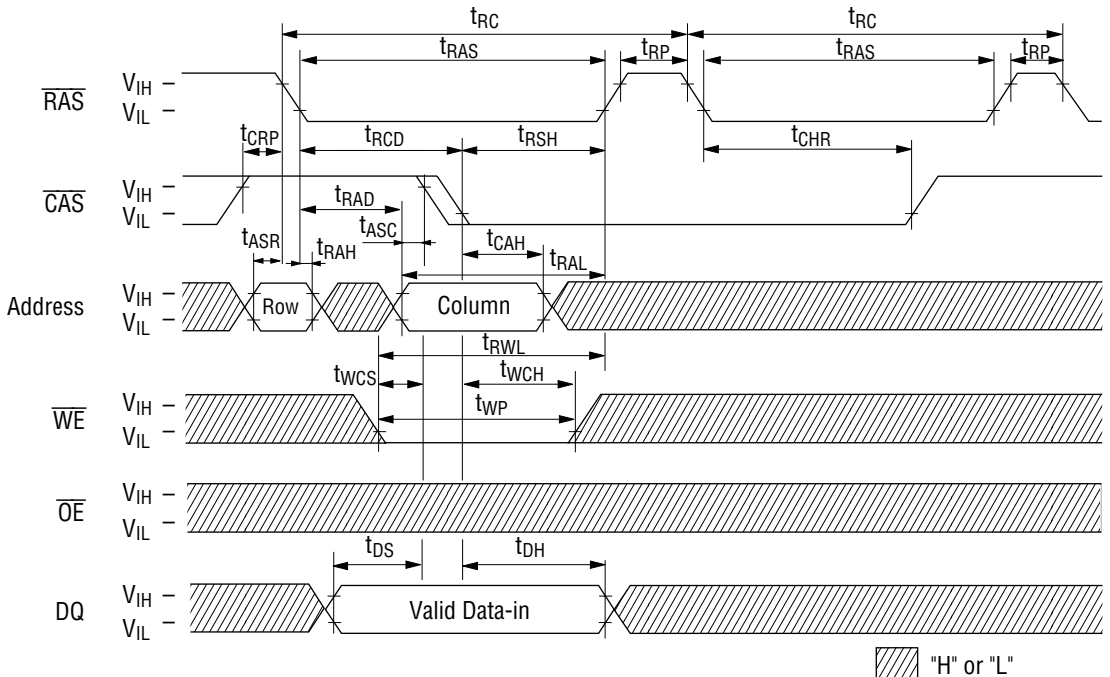 tRC tRC
tRAS tRP tRAS tRP
RAS VIH
VIL
tCRP tRCD tRSH tCHR
CAS VIH
VIL
tRAD
tASR tRAH tASC tCAH tRAL
Address VIH
VIL
Row Column
tRWL
tWCS tWCH
tWP
WE VIH
VIL
OE VIH
VIL
tDS tDH
DQ VIH
VIL
Valid Data-in
"H" or "L"